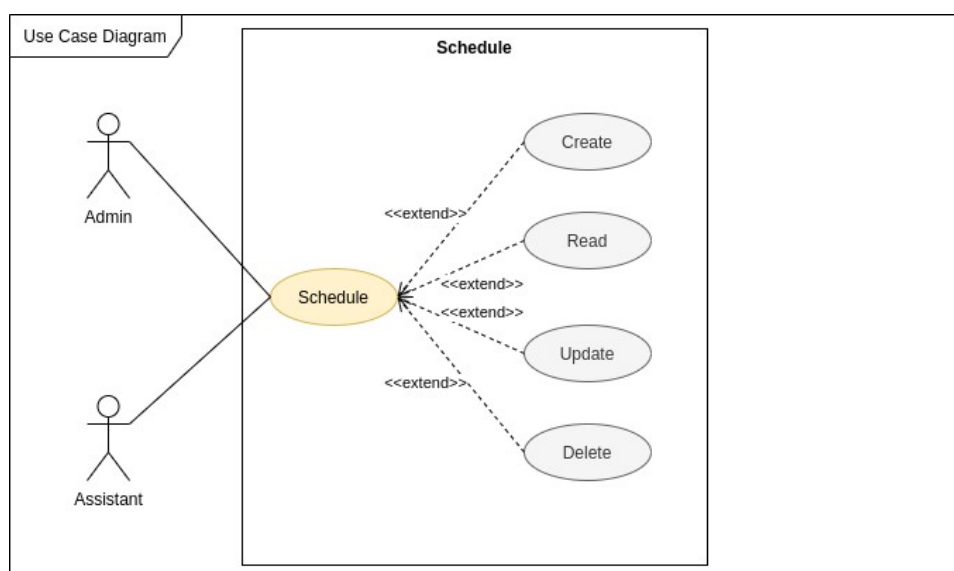 Use Case Diagram
Schedule
Create
Admin
<<extend>>
Read
<<extend>>
Schedule
<<extend>>
Update
<<extend>>
Delete
Assistant